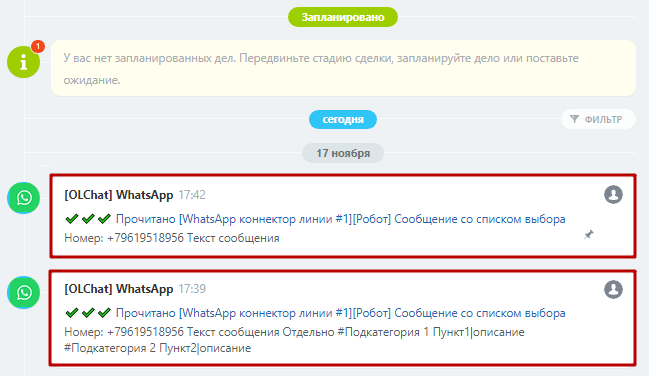 Запланировано
1
У вас нет запланированных дел. Передвиньте стадию сделки, запланируйте дело или поставьте
ожидание.
сегодня
ФИЛЬТР
17 ноября
[OLChat] WhatsApp 17:42
Прочитано [WhatsApp коннектор линии #1][Робот] Сообщение со списком выбора
Номер: +79619518956 Текст сообщения
[OLChat] WhatsApp 17:39
Прочитано [WhatsApp коннектор линии #1][Робот] Сообщение со списком выбора
Номер: +79619518956 Текст сообщения Отдельно #Подкатегория 1 Пункт1|описание
#Подкатегория 2 Пункт2|описание